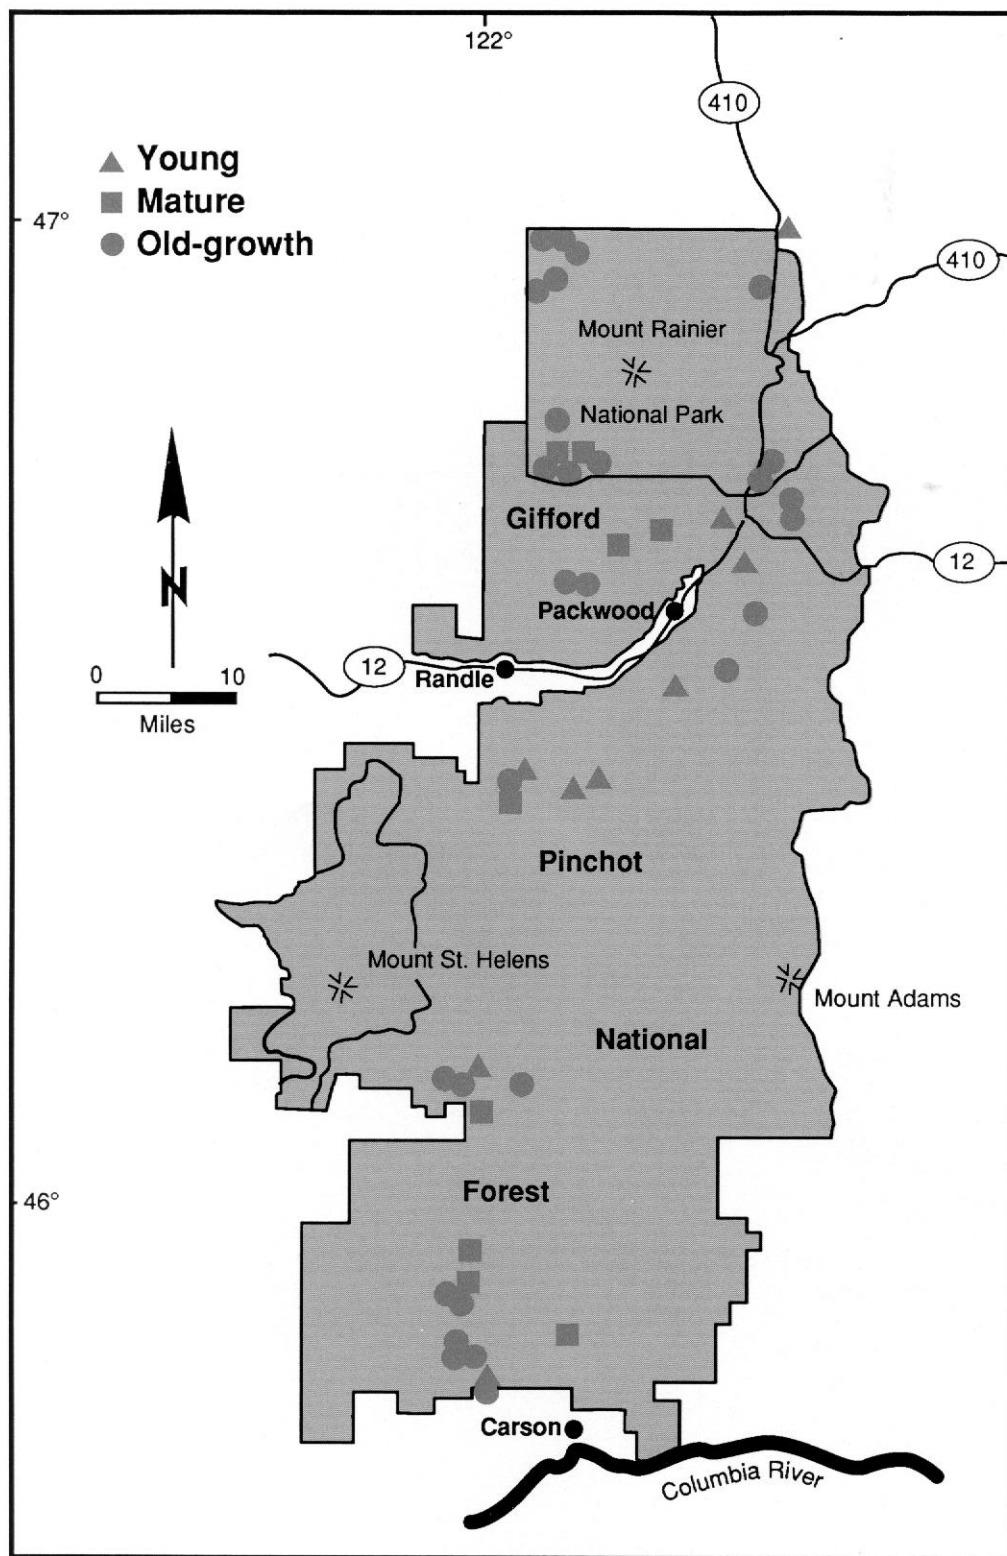 122°
410
Young
Mature
Old-growth
47°
410
Mount Rainier
National Park
Gifford
N
12
Packwood
0 10
12
Randle
Miles
Pinchot
Mount St. Helens
Mount Adams
National
46°
Forest
Carson
Columbia River